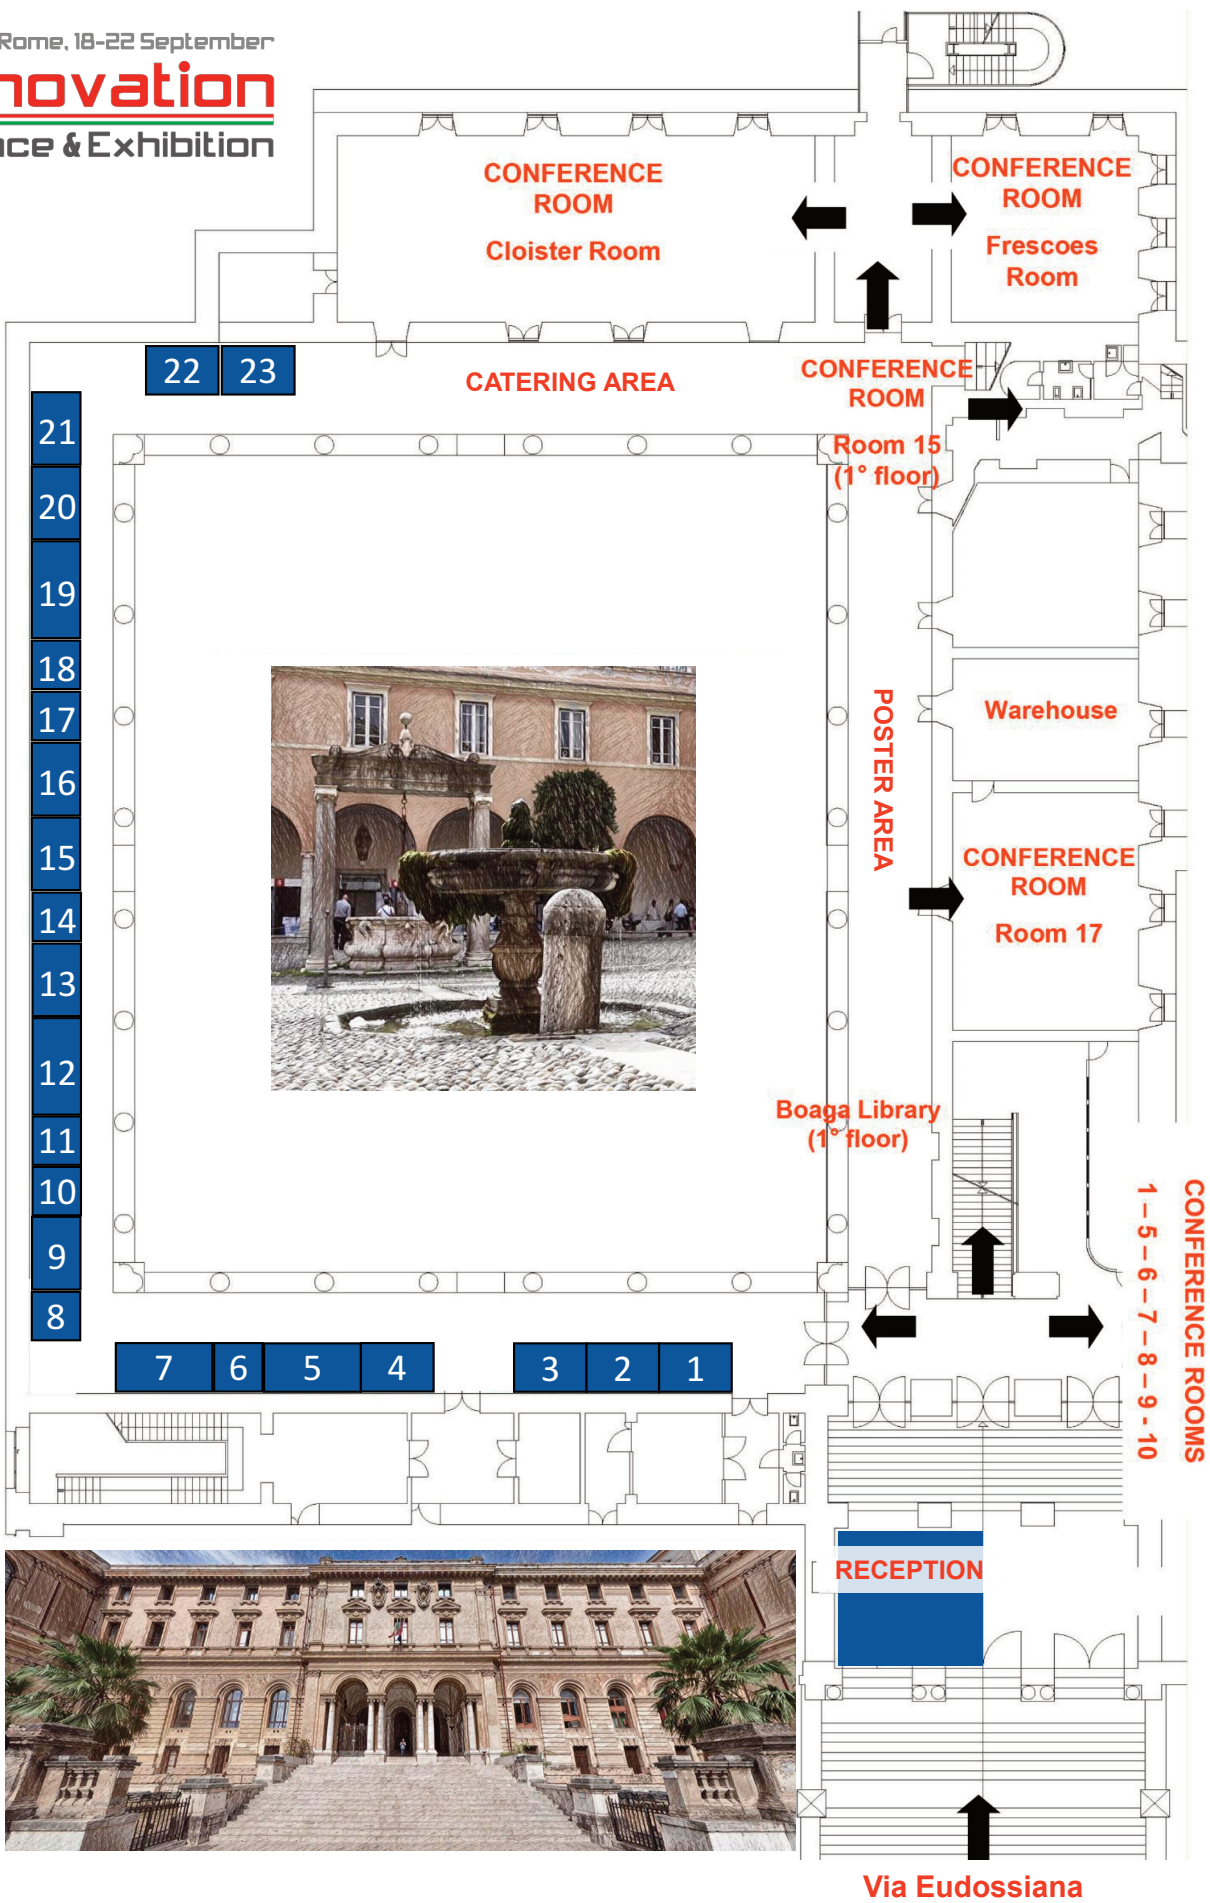 Rome, 18-22 September
novation
nce & Exhibition
CONFERENCE
ROOM
Cloister Room
CONFERENCE
ROOM
Frescoes
Room
22 23
CATERING AREA
CONFERENCE
ROOM
Room 15
(1° floor)
21
20
19
18
17
16
15
14
13
12
11
10
9
8
POSTER AREA
Warehouse
CONFERENCE
ROOM
Room 17
Boaga Library
(1° floor)
CONFERENCE ROOMS
1 – 5 – 6 – 7 – 8 – 9 - 10
7 6 5 4 3 2 1
RECEPTION
Via Eudossiana